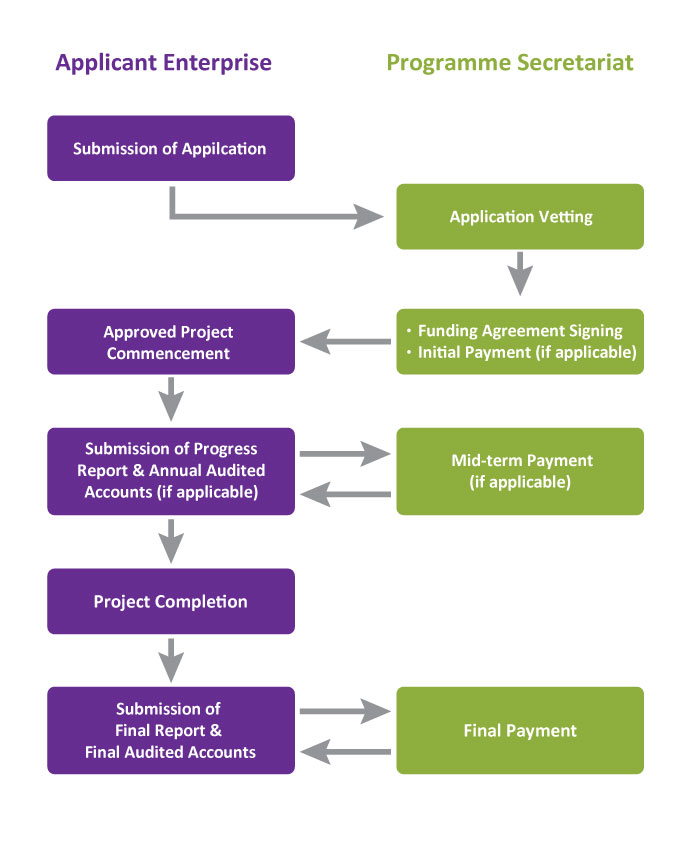 Applicant Enterprise
Programme Secretariat
Submission of Appilcation
Application Vetting
Approved Project
Commencement
· Funding Agreement Signing
· Initial Payment (if applicable)
Submission of Progress
Report & Annual Audited
Accounts (if applicable)
Mid-term Payment
(if applicable)
Project Completion
Submission of
Final Report &
Final Audited Accounts
Final Payment